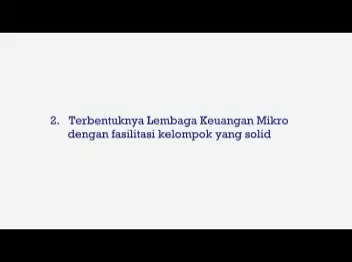 2. Terbentuknya Lembaga Keuangan Mikro
dengan fasilitasi kelompok yang solid